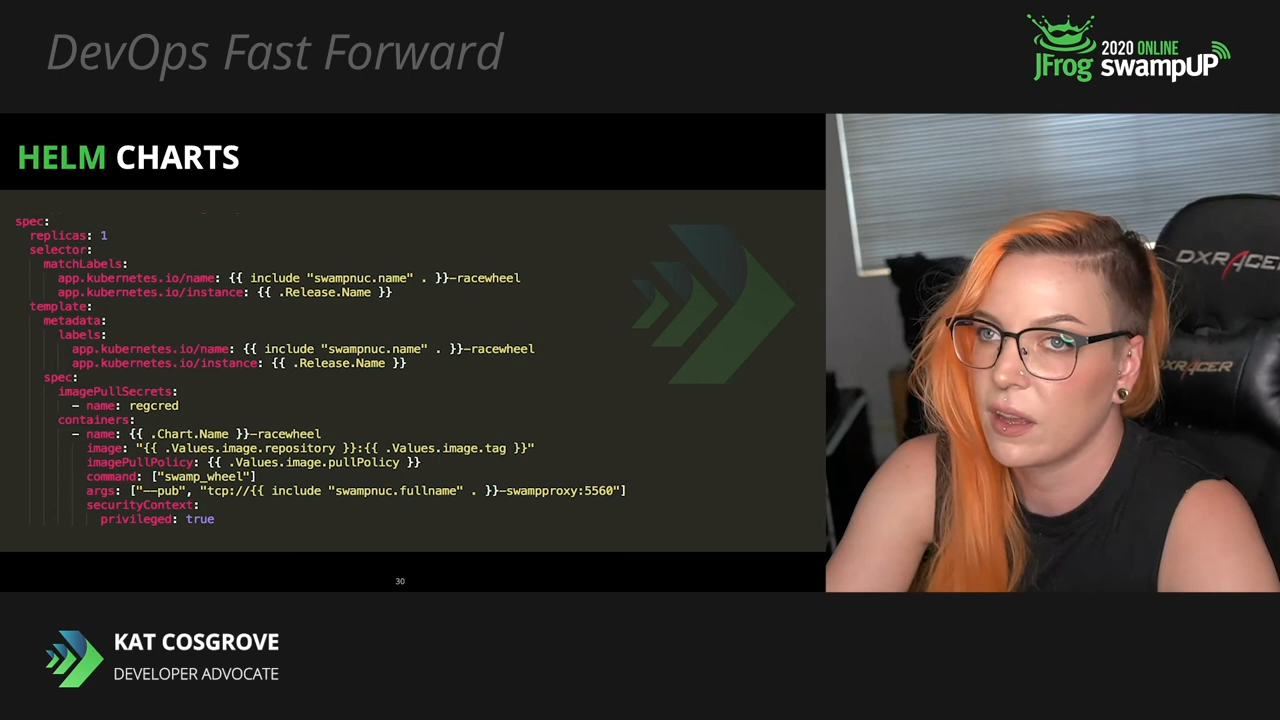 DevOps Fast Forward
JFrog
2020 ONLINE
swampUP
HELM CHARTS
spec:
replicas: 1
selector:
matchLabels:
app.kubernetes.io/name: {{ include "swampnuc.name" . }}-racewheel
app.kubernetes.io/instance: {{ .Release.Name }}
template:
metadata:
labels:
app.kubernetes.io/name: {{ include "swampnuc.name" . }}-racewheel
app.kubernetes.io/instance: {{ .Release.Name }}
spec:
imagePullSecrets:
- name: regcred
containers:
- name: {{ .Chart.Name }}-racewheel
image: "{{ .Values.image.repository }}:{{ .Values.image.tag }}"
imagePullPolicy: {{ .Values.image.pullPolicy }}
command: ["swamp_wheel"]
args: ["--pub", "tcp://{{ include "swampnuc.fullname" . }}-swampproxy:5560"]
securityContext:
privileged: true
DXRACER
DXRACER
30
KAT COSGROVE
DEVELOPER ADVOCATE